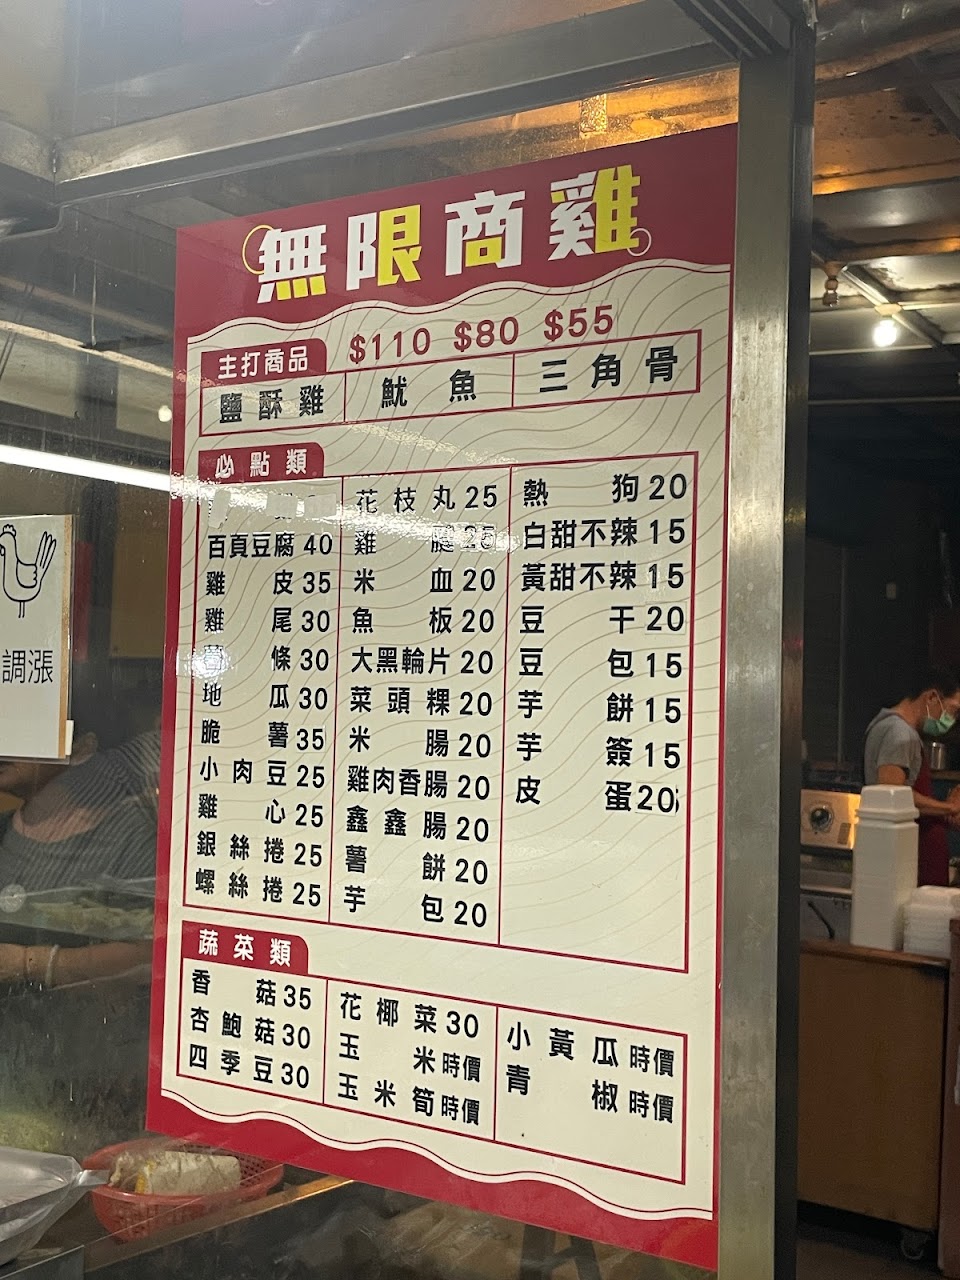 無限商雞
$110 $80 $55
主打商品
鹽酥雞
魷魚
三角骨
必點類
百頁豆腐 40
雞皮 35
雞尾 30
條 30
地瓜 30
脆薯 35
小肉豆 25
雞心 25
銀絲捲 25
螺絲捲 25
花枝丸 25
雞腿 25
米血 20
魚板 20
大黑輪片 20
菜頭粿 20
米腸 20
雞肉香腸 20
鑫鑫腸 20
薯餅 20
芋包 20
熱狗 20
白甜不辣 15
黃甜不辣 15
豆干 20
豆包 15
芋餅 15
芋簽 15
皮蛋 20
蔬菜類
香菇 35
杏鮑菇 30
四季豆 30
花椰菜 30
玉米 時價
玉米筍 時價
小黃瓜 時價
青椒 時價
調漲